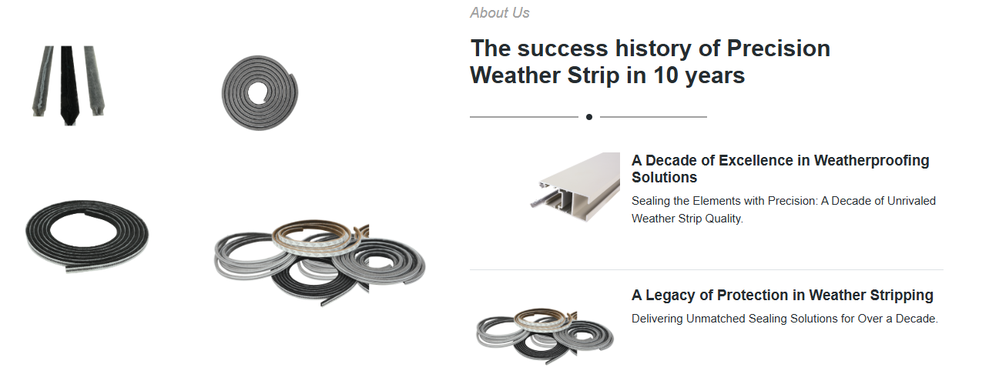 About Us
The success history of Precision
Weather Strip in 10 years
A Decade of Excellence in Weatherproofing
Solutions
Sealing the Elements with Precision: A Decade of Unrivaled
Weather Strip Quality.
A Legacy of Protection in Weather Stripping
Delivering Unmatched Sealing Solutions for Over a Decade.